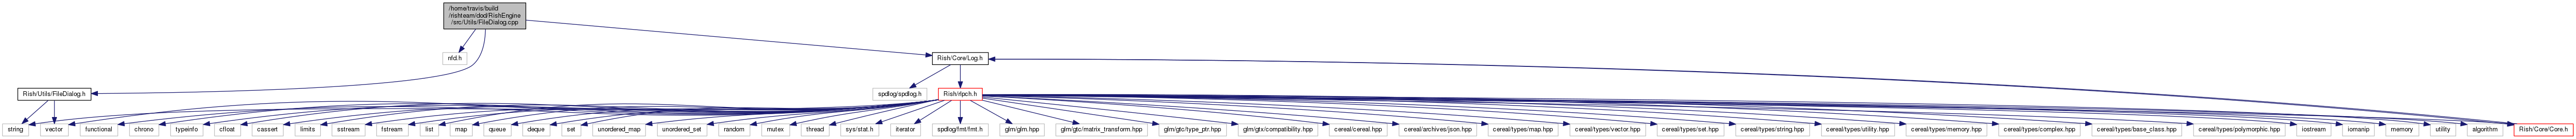 /home/travis/build
/rishteam/dod/RishEngine
/src/Utils/FileDialog.cpp
nfd.h
Rish/Core/Log.h
Rish/Utils/FileDialog.h
spdlog/spdlog.h
Rish/rlpch.h
string
vector
functional
chrono
typeinfo
cfloat
cassert
limits
sstream
fstream
list
map
queue
deque
set
unordered_map
unordered_set
random
mutex
thread
sys/stat.h
iterator
spdlog/fmt/fmt.h
glm/glm.hpp
glm/gtc/matrix_transform.hpp
glm/gtc/type_ptr.hpp
glm/gtx/compatibility.hpp
cereal/cereal.hpp
cereal/archives/json.hpp
cereal/types/map.hpp
cereal/types/vector.hpp
cereal/types/set.hpp
cereal/types/string.hpp
cereal/types/utility.hpp
cereal/types/memory.hpp
cereal/types/complex.hpp
cereal/types/base_class.hpp
cereal/types/polymorphic.hpp
iostream
iomanip
memory
utility
algorithm
Rish/Core/Core.h